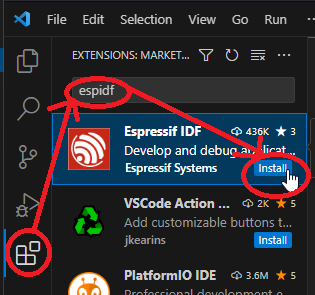 File Edit Selection View Go
EXTENSIONS: MARKET...
espidf
Espressif IDF 436K 3
Develop and debug applicat...
Espressif Systems Install
VSCode Action ... 2K 5
Add customizable buttons t...
jkearins Install
PlatformIO IDE 3.6M 5
Professional development e